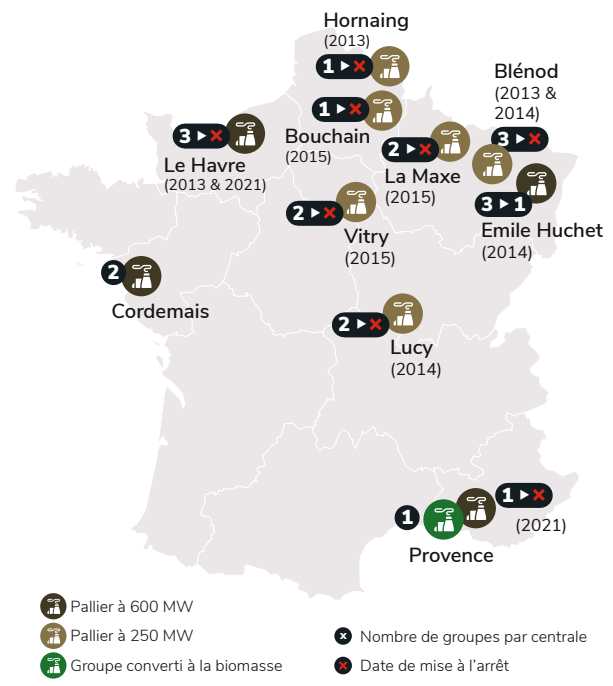 Hornaing
(2013)
1 ▶ ×
Blénod
(2013 &
2014)
3 ▶ ×
1 ▶ ×
Bouchain
(2015)
3 ▶ ×
Le Havre
(2013 & 2021)
2 ▶ ×
La Maxe
(2015)
3 ▶ 1
Emile Huchet
(2014)
2 ▶ ×
Vitry
(2015)
2
Cordemais
2 ▶ ×
Lucy
(2014)
1 ▶ ×
(2021)
1
Provence
Pallier à 600 MW
Pallier à 250 MW
Groupe converti à la biomasse
x Nombre de groupes par centrale
× Date de mise à l’arrêt